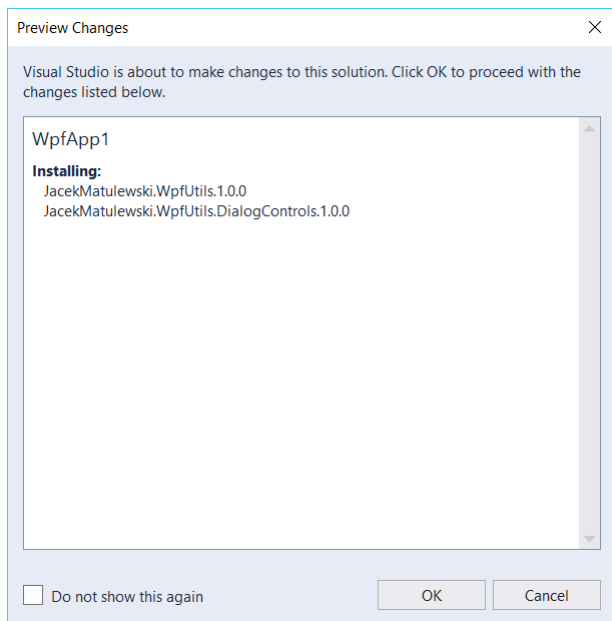 Preview Changes
Visual Studio is about to make changes to this solution. Click OK to proceed with the
changes listed below.
WpfApp1
Installing:
JacekMatulewski.WpfUtils.1.0.0
JacekMatulewski.WpfUtils.DialogControls.1.0.0
Do not show this again
OK
Cancel